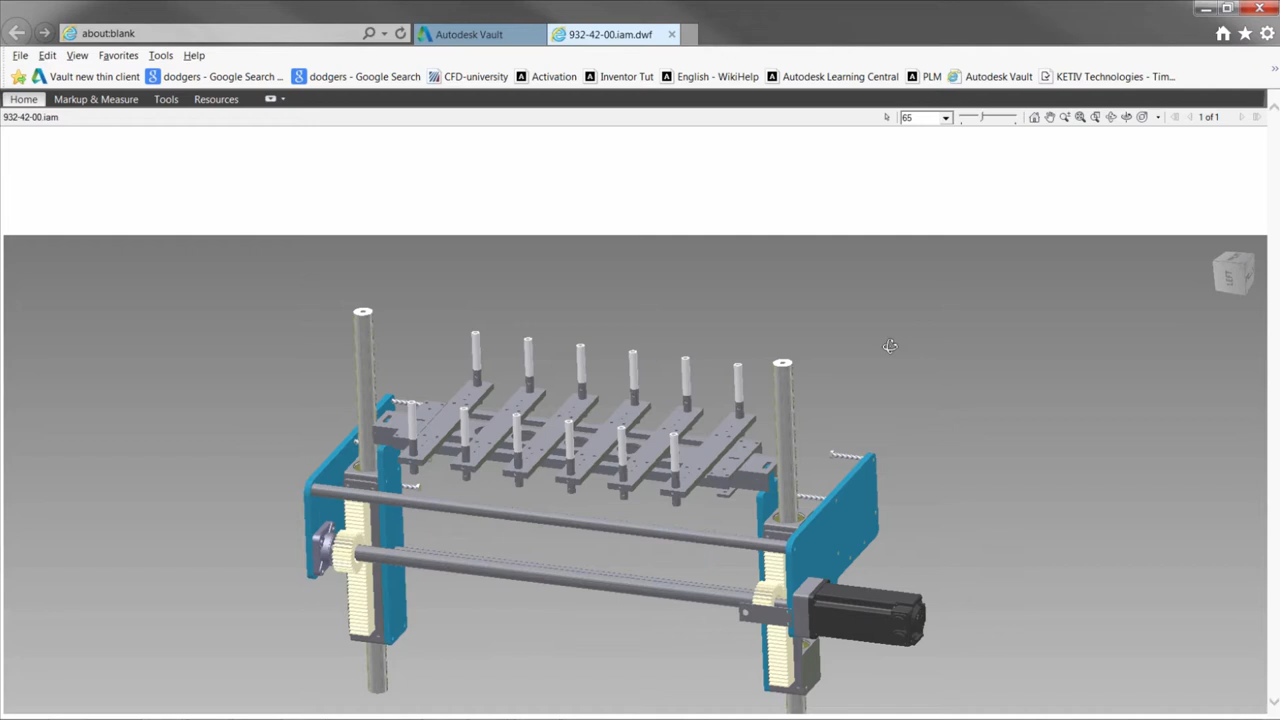 about:blank
Autodesk Vault
932-42-00.iam.dwf
File Edit View Favorites Tools Help
Vault new thin client dodgers - Google Search ... dodgers - Google Search CFD-university Activation Inventor Tut English - WikiHelp Autodesk Learning Central PLM Autodesk Vault KETIV Technologies - Tim...
Home Markup & Measure Tools Resources
932-42-00.iam 65 1 of 1
LEFT